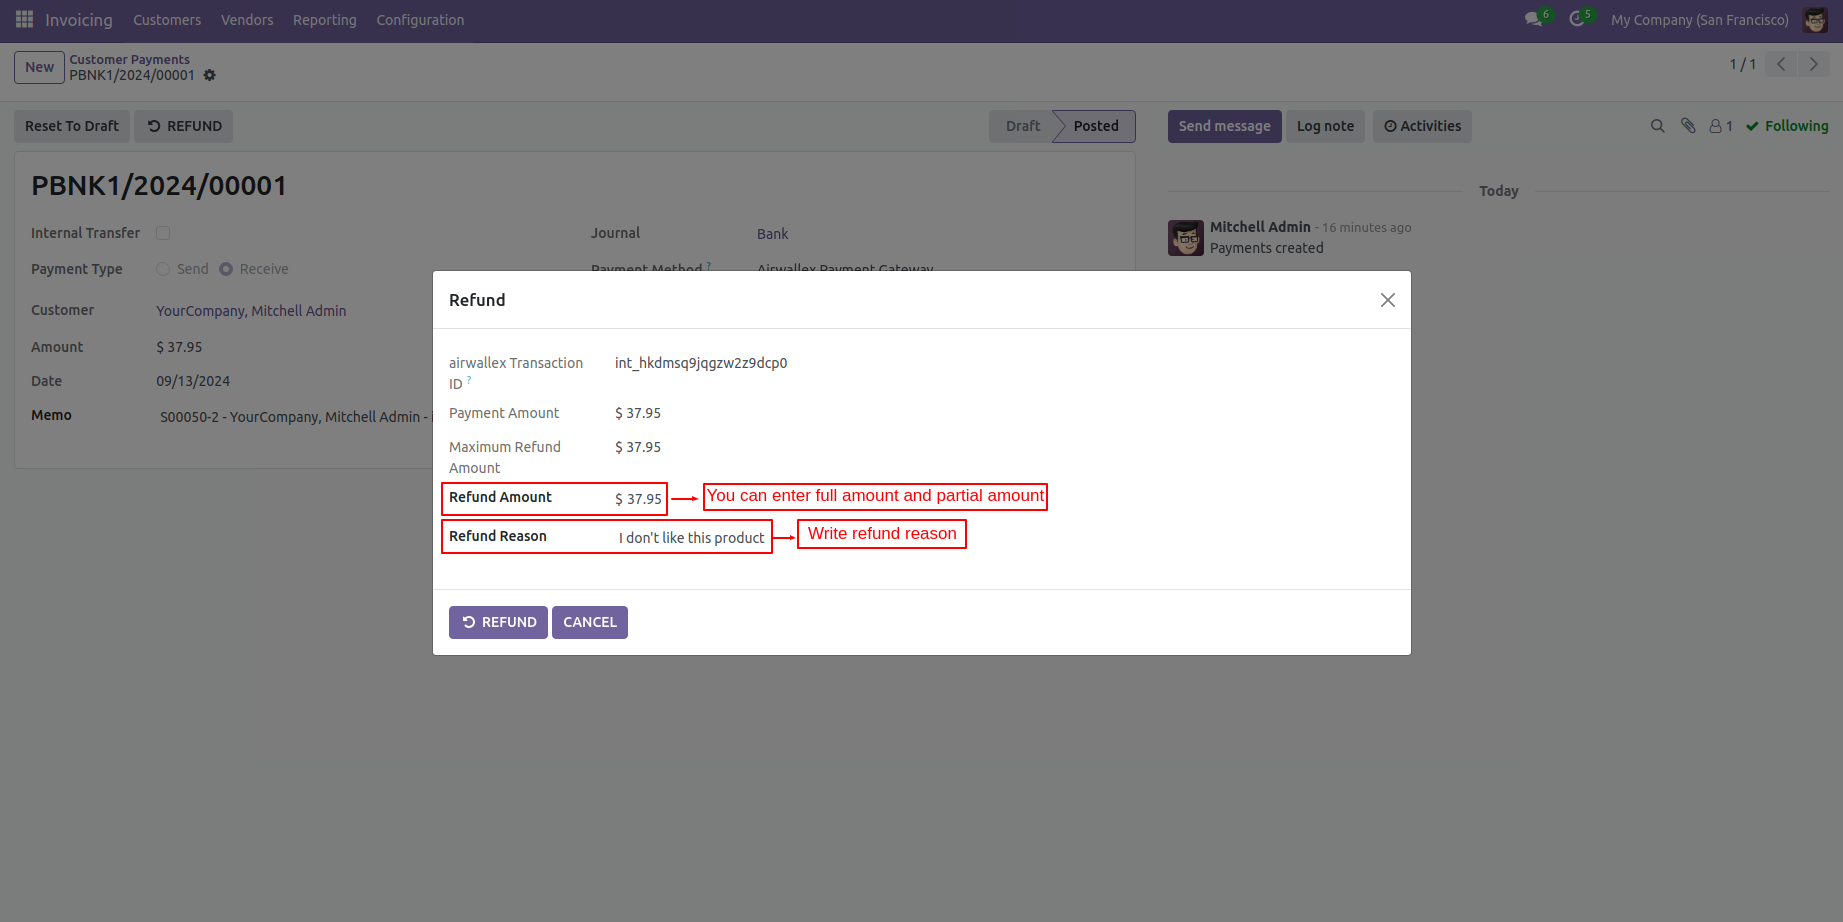 Invoicing Customers Vendors Reporting Configuration 6 5 My Company (San Francisco)
New Customer Payments
PBNK1/2024/00001
1 / 1
Reset To Draft REFUND Draft Posted Send message Log note Activities 1 Following
PBNK1/2024/00001
Today
Internal Transfer Journal Bank
Mitchell Admin - 16 minutes ago
Payments created
Payment Type Send Receive Payment Method ? Airwallex Payment Gateway
Customer YourCompany, Mitchell Admin
Amount $ 37.95
Date 09/13/2024
Memo S00050-2 - YourCompany, Mitchell Admin -
Refund
airwallex Transaction
ID ?
int_hkdmsq9jqgzw2z9dcp0
Payment Amount $ 37.95
Maximum Refund
Amount
$ 37.95
Refund Amount $ 37.95 You can enter full amount and partial amount
Refund Reason I don't like this product Write refund reason
REFUND CANCEL